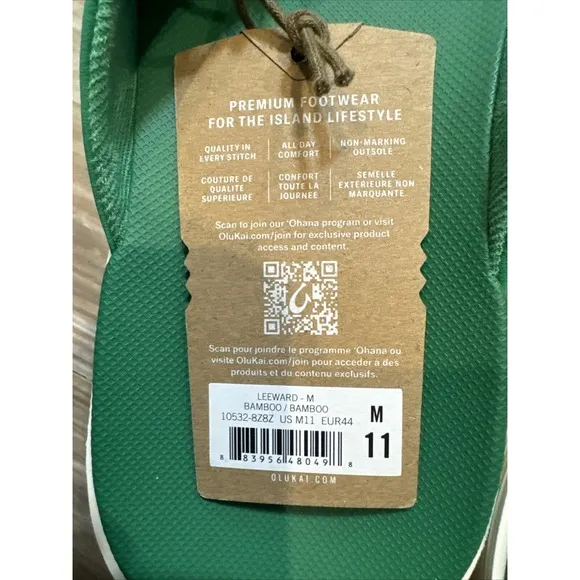 PREMIUM FOOTWEAR
FOR THE ISLAND LIFESTYLE
QUALITY IN
EVERY STITCH
ALL DAY
COMFORT
NON-MARKING
OUTSOLE
COUTURE DE
QUALITE
SUPÉRIEURE
CONFORT
TOUTE LA
JOURNÉE
SEMELLE
EXTÉRIEURE NON
MARQUANTE.
Scan to join our 'Ohana program or visit
OluKai.com/join for exclusive product
access and content.
Scan pour joindre le programme 'Ohana ou
visite OluKai.com/join pour accéder a des
produits et du contenu exclusifs.
LEEWARD - M
BAMBOO / BAMBOO
10532-8Z8Z US M11 EUR44
M
11
8 83956 48049 8
OLUKAI.COM